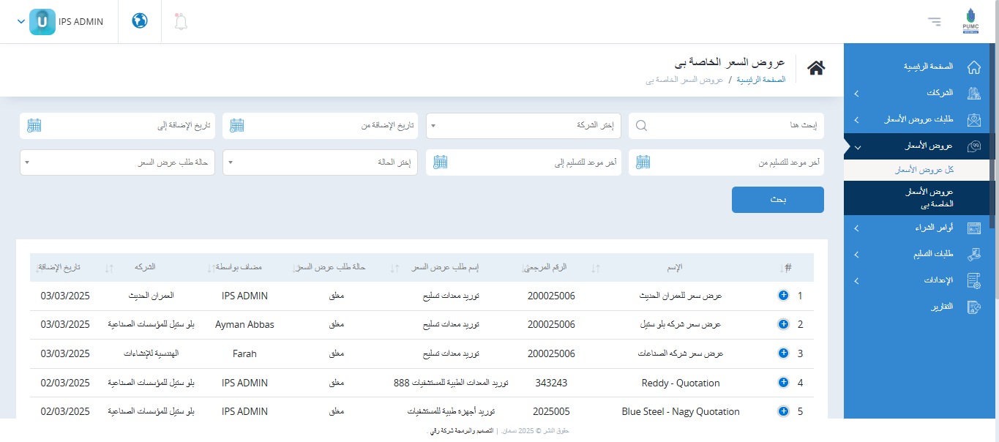 IPS ADMIN
PUMC
الصفحة الرئيسية
الشركات
طلبات عروض الأسعار
عروض الأسعار
كل عروض الأسعار
عروض الأسعار
الخاصة بى
أوامر الشراء
طلبات التسليم
الإعدادات
التقارير
عروض السعر الخاصة بى
الصفحة الرئيسية / عروض السعر الخاصة بى
إبحث هنا
إختر الشركة
تاريخ الإضافة من
تاريخ الإضافة إلى
أخر موعد للتسليم من
أخر موعد للتسليم إلى
إختر الحالة
حالة طلب عرض السعر
بحث
# الإسم الرقم المرجعي إسم طلب عرض السعر حالة طلب عرض السعر مضاف بواسطة الشركه تاريخ الإضافة
1 عرض سعر للعمران الحديث 200025006 توريد معدات تسليح مغلق IPS ADMIN العمران الحديث 03/03/2025
2 عرض سعر شركه بلو ستيل 200025006 توريد معدات تسليح مغلق Ayman Abbas بلو ستيل للمؤسسات الصناعية 03/03/2025
3 عرض سعر شركه الصناعات 200025006 توريد معدات تسليح مغلق Farah الهندسية للإنشاءات 03/03/2025
4 Reddy - Quotation 343243 توريد المعدات الطبية للمستشفيات 888 مغلق IPS ADMIN بلو ستيل للمؤسسات الصناعية 02/03/2025
5 Blue Steel - Nagy Quotation 2025005 توريد أجهزة طبية للمستشفيات مغلق IPS ADMIN بلو ستيل للمؤسسات الصناعية 02/03/2025
حقوق النشر © 2025 نسمان. | التصميم والبرمجة شركة رقي .